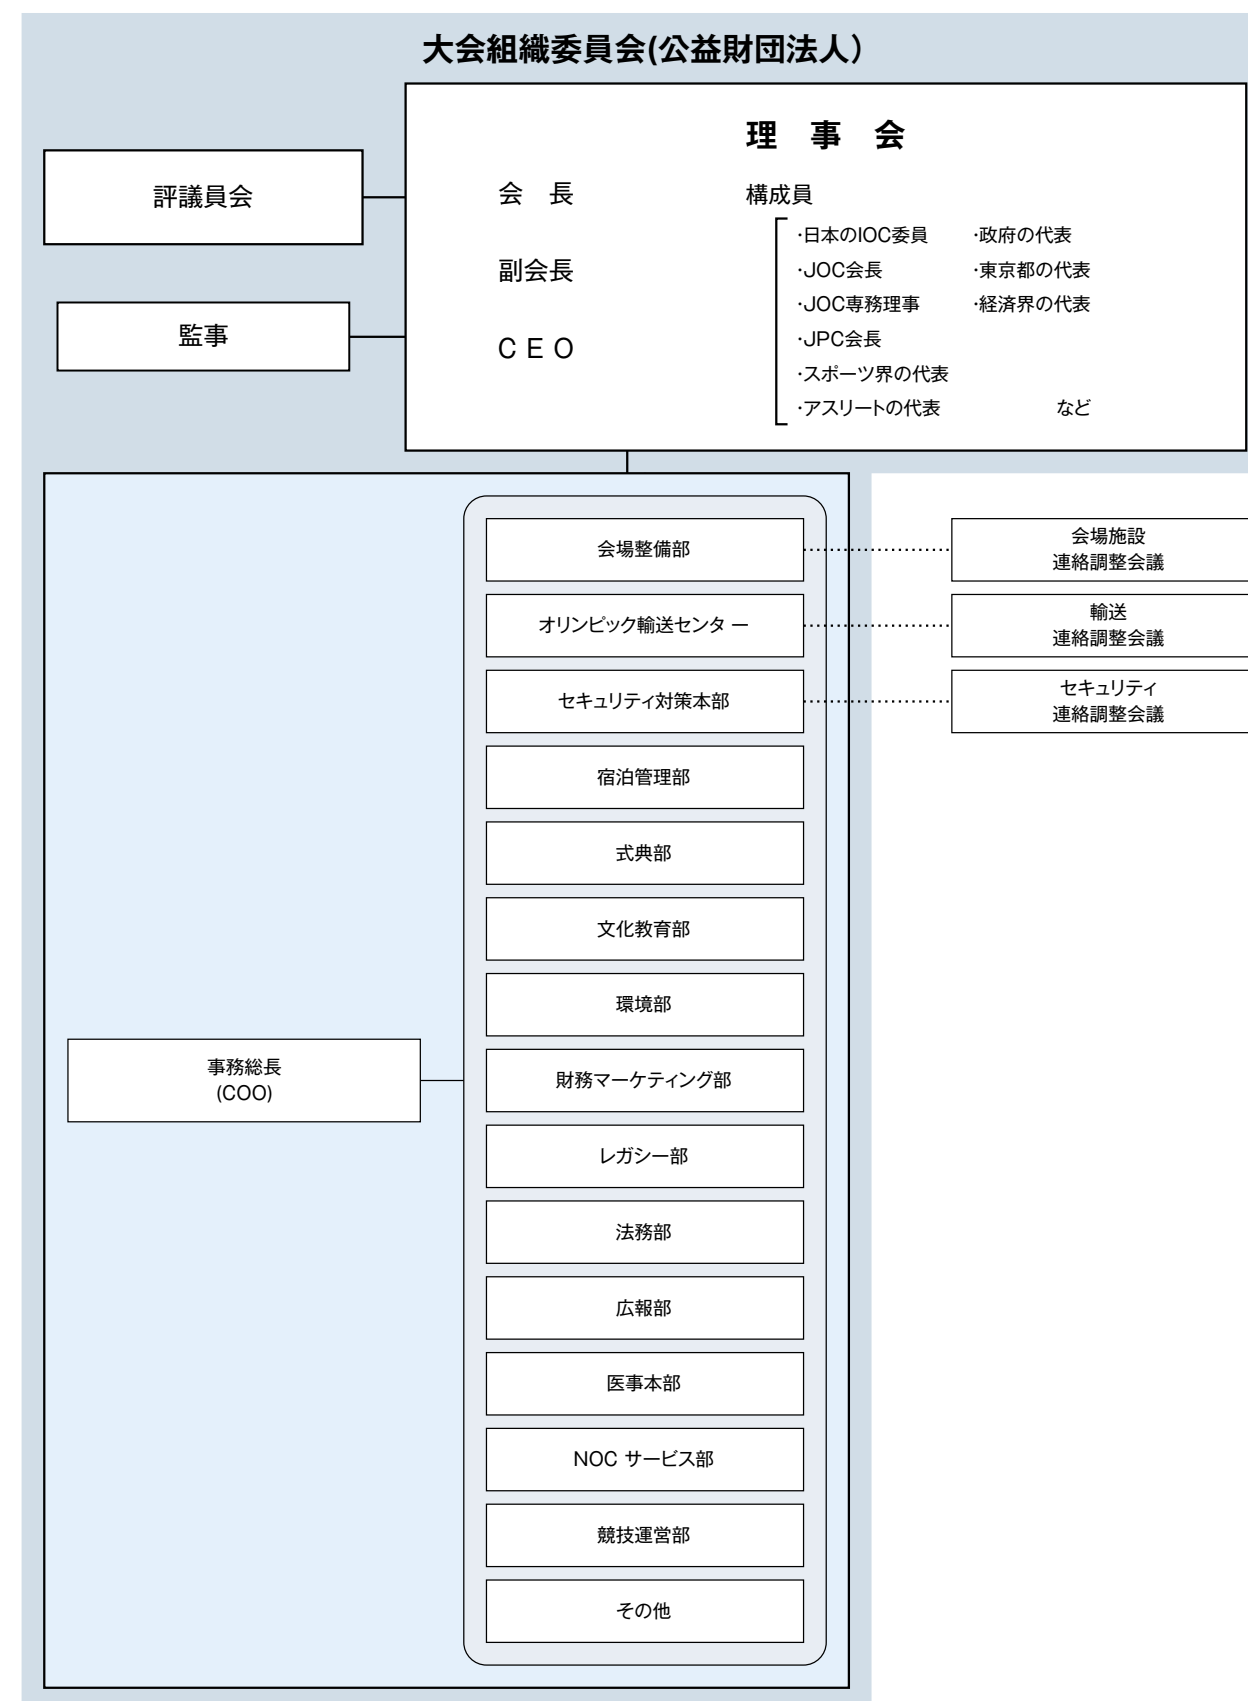 大会組織委員会(公益財団法人)
理 事 会
評議員会
監事
会 長
副会長
C E O
構成員
·日本のIOC委員
·JOC会長
·JOC専務理事
·JPC会長
·スポーツ界の代表
·アスリートの代表
·政府の代表
·東京都の代表
·経済界の代表
など
事務総長
(COO)
会場整備部
オリンピック輸送センター
セキュリティ対策本部
宿泊管理部
式典部
文化教育部
環境部
財務マーケティング部
レガシー部
法務部
広報部
医事本部
NOC サービス部
競技運営部
その他
会場施設
連絡調整会議
輸送
連絡調整会議
セキュリティ
連絡調整会議